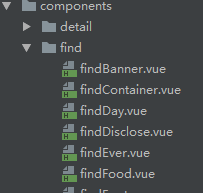 components
detail
find
findBanner.vue
findContainer.vue
findDay.vue
findDisclose.vue
findEver.vue
findFood.vue